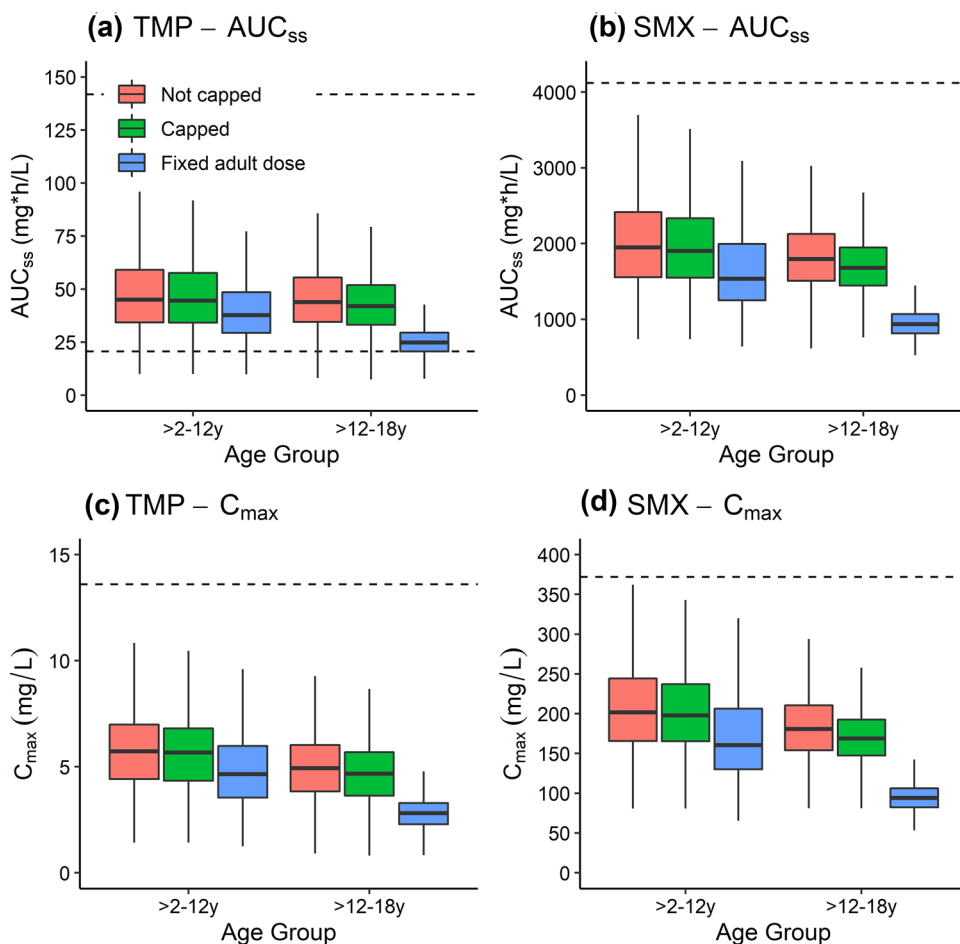 (a) TMP – AUCss
150
125
100
75
50
25
0
AUCss (mg*h/L)
Not capped
Capped
Fixed adult dose
>2-12y
>12-18y
Age Group
(b) SMX – AUCss
4000
3000
2000
1000
0
AUCss (mg*h/L)
>2-12y
>12-18y
Age Group
(c) TMP – Cmax
15
10
5
0
Cmax (mg/L)
>2-12y
>12-18y
Age Group
(d) SMX – Cmax
400
350
300
250
200
150
100
50
0
Cmax (mg/L)
>2-12y
>12-18y
Age Group